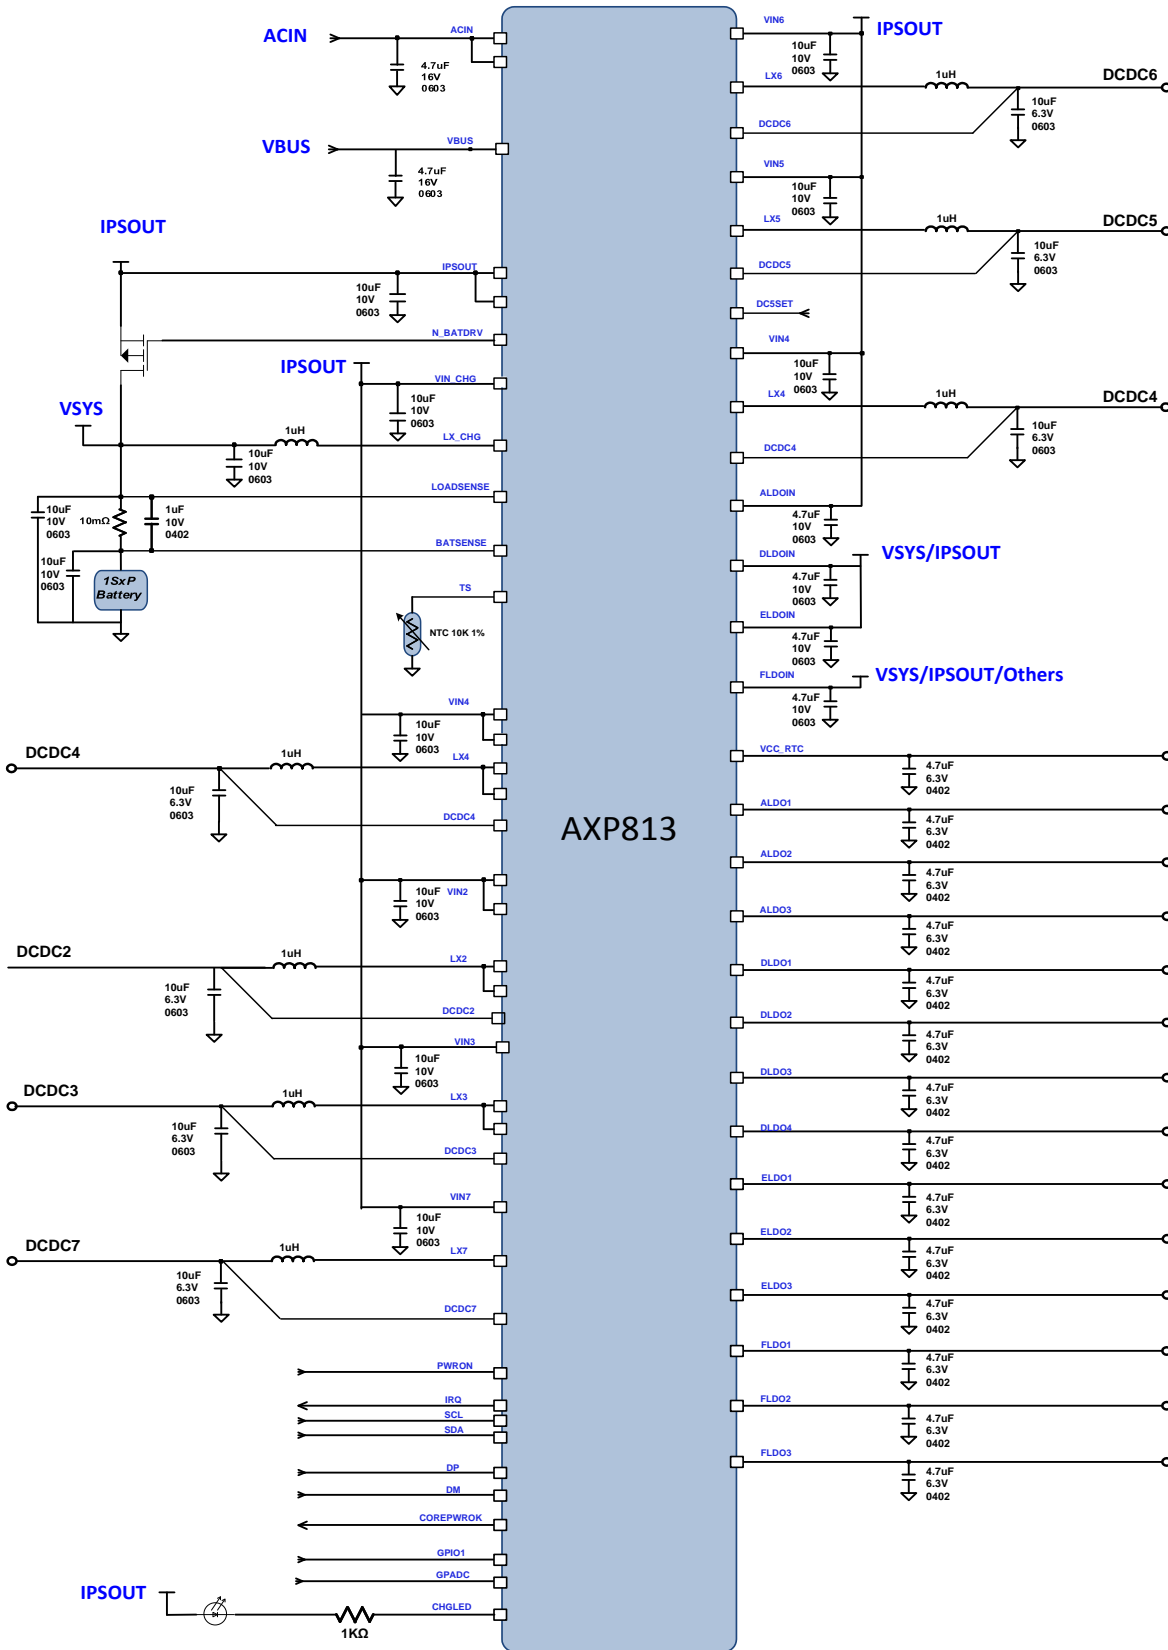 ACIN
ACIN
4.7uF
16V
0603
VBUS
VBUS
4.7uF
16V
0603
IPSOUT
IPSOUT
10uF
10V
0603
N_BATDRV
IPSOUT
VIN_CHG
10uF
10V
0603
VSYS
1uH
LX_CHG
10uF
10V
0603
LOADSENSE
10uF
10V
0603
10mΩ
1uF
10V
0402
BATSENSE
10uF
10V
0603
1SxP
Battery
TS
NTC 10K 1%
VIN4
10uF
10V
0603
DCDC4
1uH
LX4
10uF
6.3V
0603
DCDC4
10uF
10V
0603
VIN2
DCDC2
1uH
LX2
10uF
6.3V
0603
DCDC2
VIN3
10uF
10V
0603
DCDC3
1uH
LX3
10uF
6.3V
0603
DCDC3
VIN7
10uF
10V
0603
DCDC7
1uH
LX7
10uF
6.3V
0603
DCDC7
PWRON
IRQ
SCL
SDA
DP
DM
COREPWROK
GPIO1
GPADC
IPSOUT
CHGLED
1KΩ
AXP813
VIN6
IPSOUT
10uF
10V
0603
LX6
1uH
DCDC6
10uF
6.3V
0603
DCDC6
VIN5
10uF
10V
0603
LX5
1uH
DCDC5
10uF
6.3V
0603
DCDC5
DC5SET
VIN4
10uF
10V
0603
LX4
1uH
DCDC4
10uF
6.3V
0603
DCDC4
ALDOIN
4.7uF
10V
0603
VSYS/IPSOUT
DLDOIN
4.7uF
10V
0603
ELDOIN
4.7uF
10V
0603
VSYS/IPSOUT/Others
FLDOIN
4.7uF
10V
0603
VCC_RTC
4.7uF
6.3V
0402
ALDO1
4.7uF
6.3V
0402
ALDO2
4.7uF
6.3V
0402
ALDO3
4.7uF
6.3V
0402
DLDO1
4.7uF
6.3V
0402
DLDO2
4.7uF
6.3V
0402
DLDO3
4.7uF
6.3V
0402
DLDO4
4.7uF
6.3V
0402
ELDO1
4.7uF
6.3V
0402
ELDO2
4.7uF
6.3V
0402
ELDO3
4.7uF
6.3V
0402
FLDO1
4.7uF
6.3V
0402
FLDO2
4.7uF
6.3V
0402
FLDO3
4.7uF
6.3V
0402